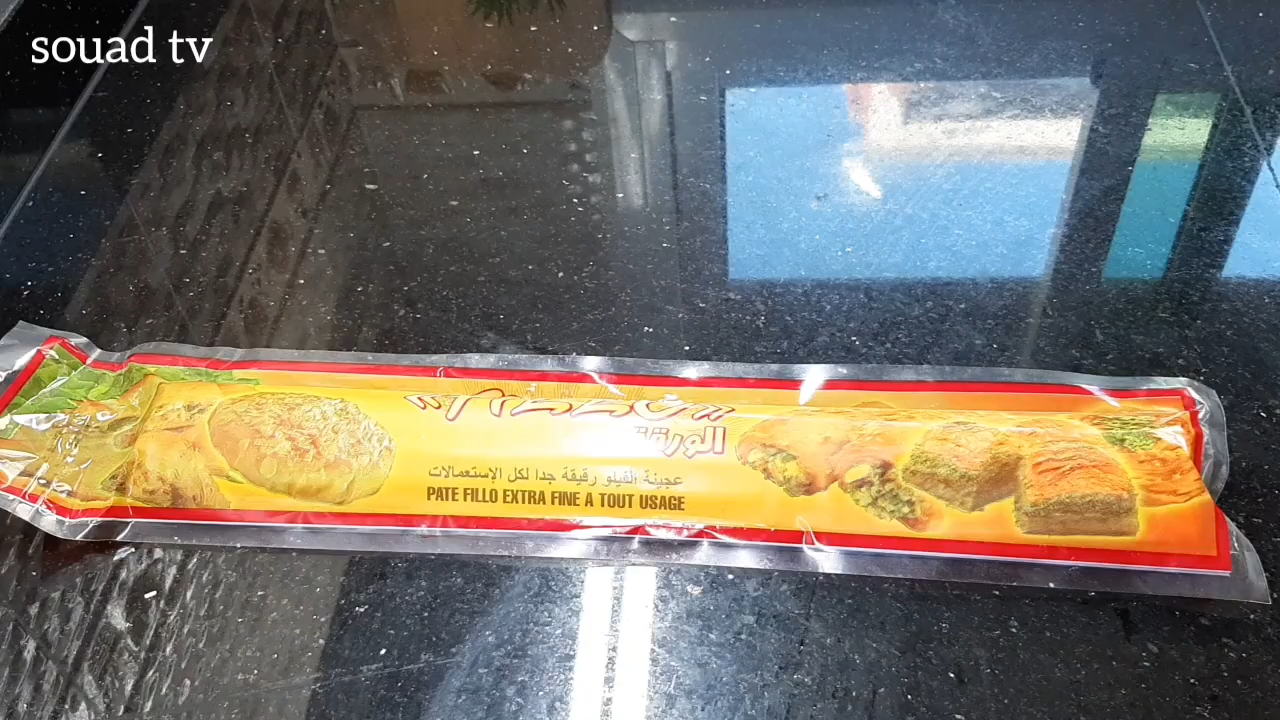 souad tv
الورقة
عجينة الفيلو رقيقة جدا لكل الإستعمالات
PATE FILLO EXTRA FINE A TOUT USAGE